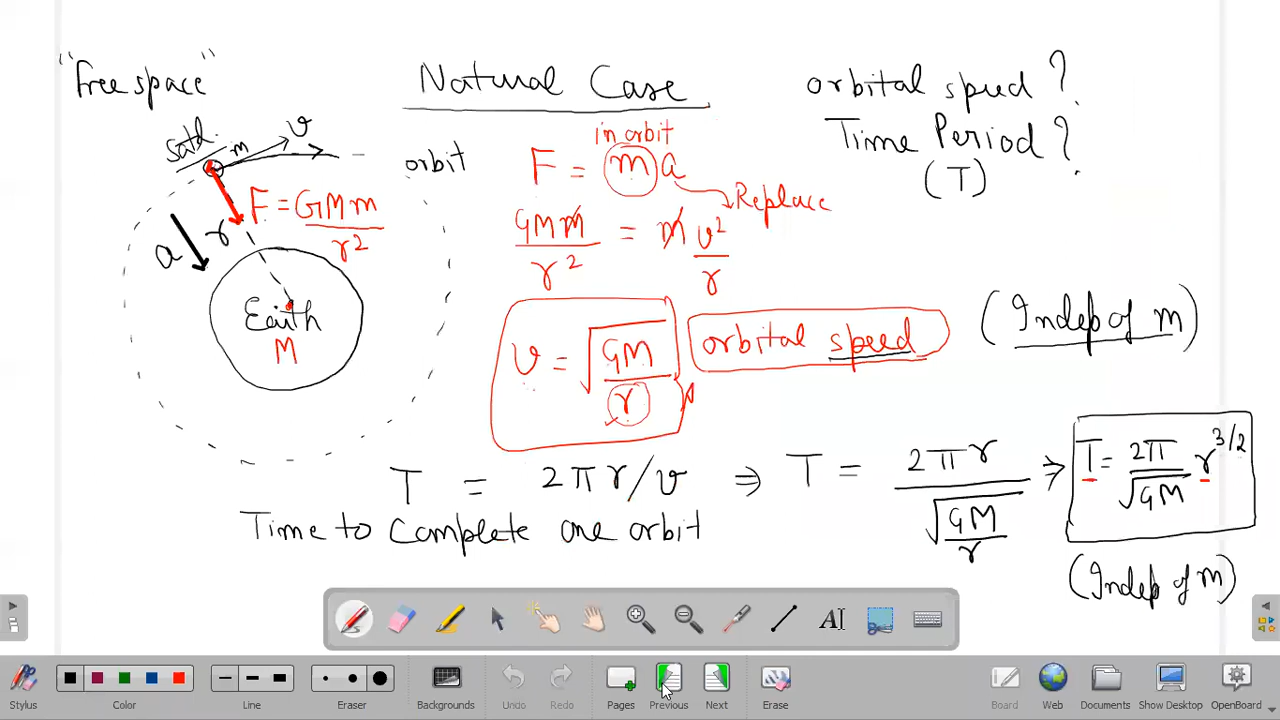 "Free space"
Natural Case
orbital speed?
Time Period?
(T)
satel.
m
v
orbit
in orbit
F = ma
F = GMm/r²
a
r
Replace
GMm/r² = m v²/r
Earth
M
v = √(GM/r)
orbital speed
(Indep of m)
T = 2πr/v ⇒ T = 2πr/√(GM/r) ⇒ T = 2π/√GM r^3/2
Time to Complete one orbit
(Indep of m)
Stylus
Color
Line
Eraser
Backgrounds
Undo
Redo
Pages
Previous
Next
Erase
Board
Web
Documents
Show Desktop
OpenBoard